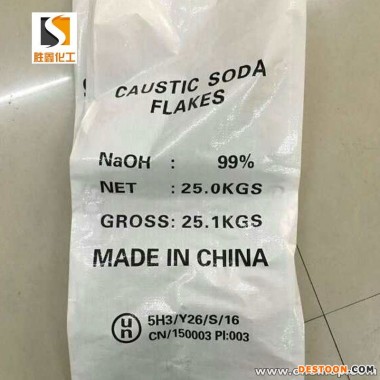 胜鑫化工
CAUSTIC SODA
FLAKES
NaOH : 99%
NET : 25.0KGS
GROSS: 25.1KGS
MADE IN CHINA
un
5H3/Y26/S/16
CN/150003 PI:003
DESTOON.COM